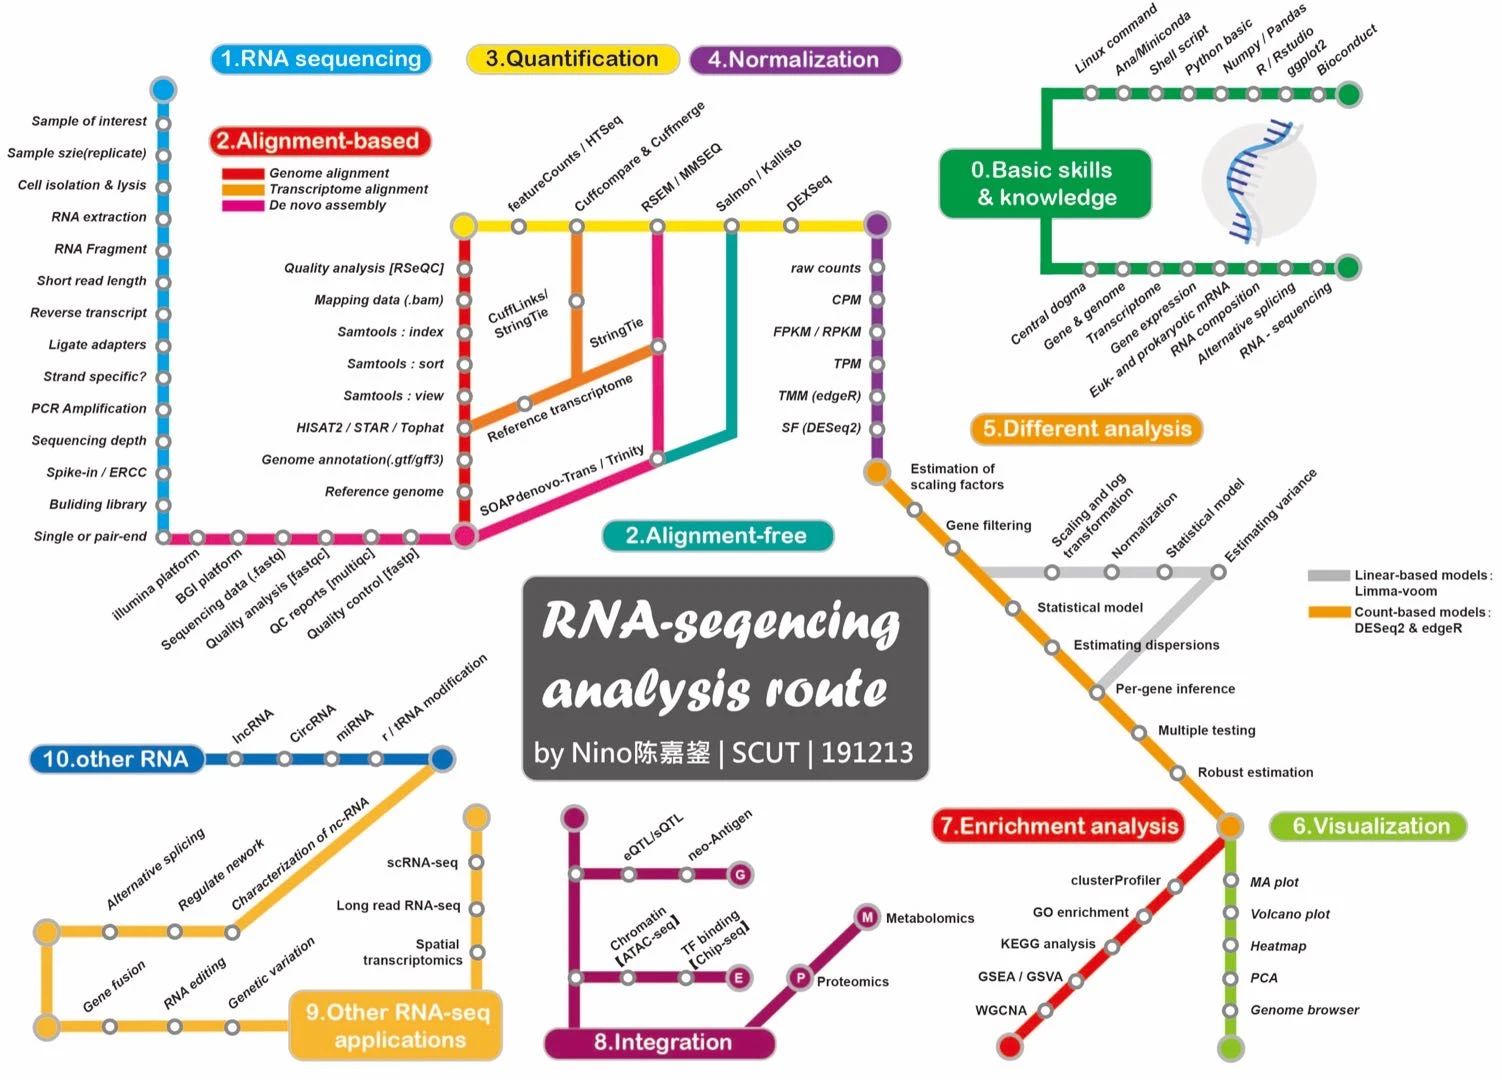 1.RNA sequencing
3.Quantification
4.Normalization
2.Alignment-based
Genome alignment
Transcriptome alignment
De novo assembly
Sample of interest
Sample szie(replicate)
Cell isolation & lysis
RNA extraction
RNA Fragment
Short read length
Reverse transcript
Ligate adapters
Strand specific?
PCR Amplification
Sequencing depth
Spike-in / ERCC
Buliding library
Single or pair-end
illumina platform
BGI platform
Sequencing data (.fastq)
Quality analysis [fastqc]
QC reports [multiqc]
Quality control [fastp]
Quality analysis [RSeQC]
Mapping data (.bam)
Samtools : index
Samtools : sort
Samtools : view
HISAT2 / STAR / Tophat
Genome annotation(.gtf/gff3)
Reference genome
featureCounts / HTSeq
Cuffcompare & Cuffmerge
RSEM / MMSEQ
Salmon / Kallisto
DEXSeq
CuffLinks/
StringTie
StringTie
Reference transcriptome
SOAPdenovo-Trans / Trinity
2.Alignment-free
raw counts
CPM
FPKM / RPKM
TPM
TMM (edgeR)
SF (DESeq2)
Linux command
Ana/Miniconda
Shell script
Python basic
Numpy / Pandas
R / Rstudio
ggplot2
Bioconduct
0.Basic skills
& knowledge
Central dogma
Gene & genome
Transcriptome
Gene expression
Euk- and prokaryotic mRNA
RNA composition
Alternative splicing
RNA - sequencing
5.Different analysis
Estimation of
scaling factors
Gene filtering
Scaling and log
transformation
Normalization
Statistical model
Estimating variance
Statistical model
Estimating dispersions
Per-gene inference
Multiple testing
Robust estimation
Linear-based models:
Limma-voom
Count-based models:
DESeq2 & edgeR
RNA-seqencing
analysis route
by Nino陈嘉鋆 | SCUT | 191213
10.other RNA
lncRNA
CircRNA
miRNA
r / tRNA modification
Alternative splicing
Regulate nework
Characterization of nc-RNA
Gene fusion
RNA editing
Genetic variation
scRNA-seq
Long read RNA-seq
Spatial
transcriptomics
9.Other RNA-seq
applications
eQTL/sQTL
neo-Antigen
G
Chromatin
【ATAC-seq】
TF binding
【Chip-seq】
E
M
Metabolomics
P
Proteomics
8.Integration
7.Enrichment analysis
clusterProfiler
GO enrichment
KEGG analysis
GSEA / GSVA
WGCNA
6.Visualization
MA plot
Volcano plot
Heatmap
PCA
Genome browser